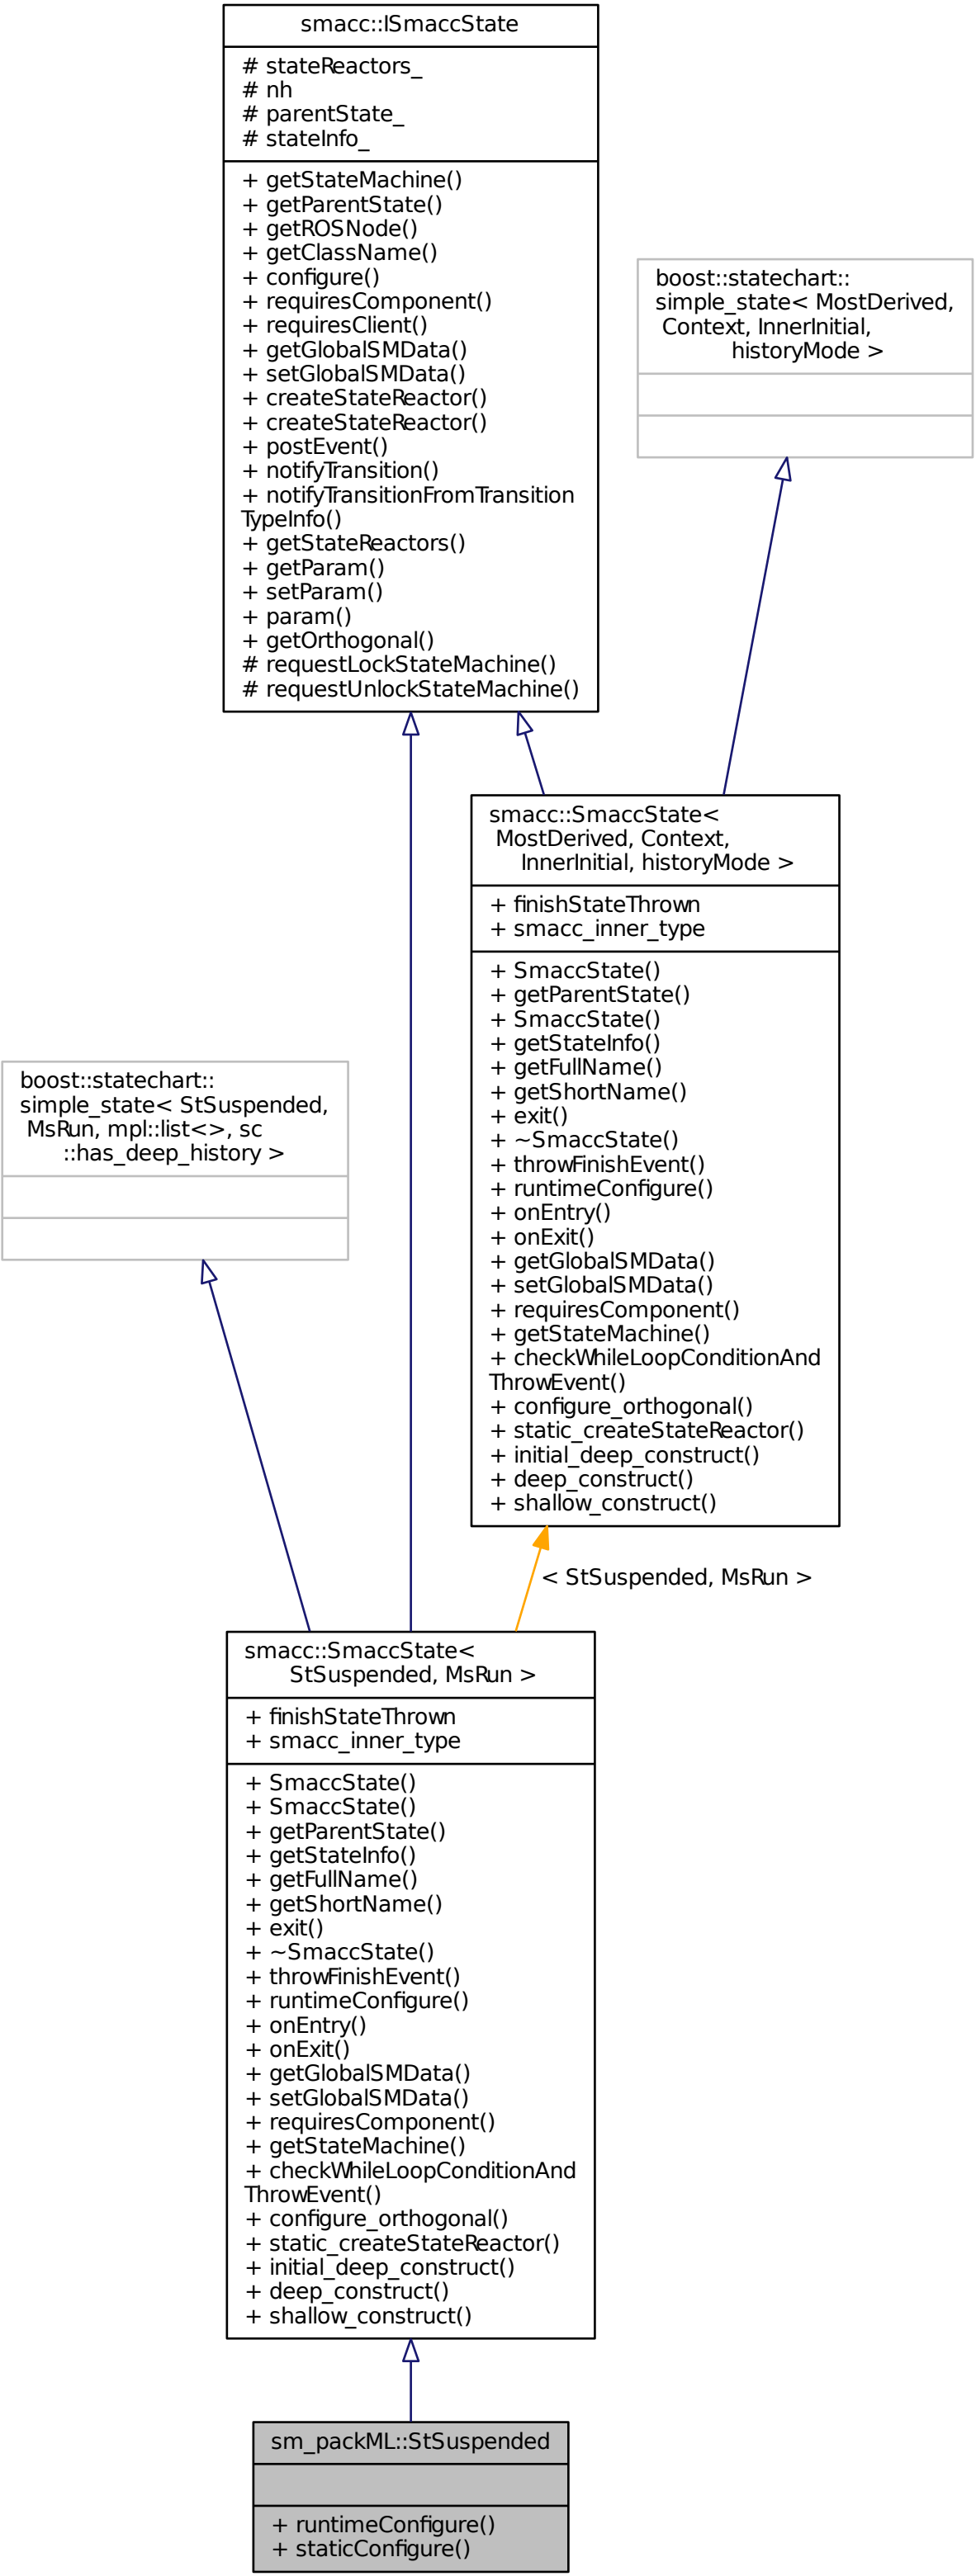 smacc::ISmaccState
# stateReactors_
# nh
# parentState_
# stateInfo_
+ getStateMachine()
+ getParentState()
+ getROSNode()
+ getClassName()
+ configure()
+ requiresComponent()
+ requiresClient()
+ getGlobalSMData()
+ setGlobalSMData()
+ createStateReactor()
+ createStateReactor()
+ postEvent()
+ notifyTransition()
+ notifyTransitionFromTransition
TypeInfo()
+ getStateReactors()
+ getParam()
+ setParam()
+ param()
+ getOrthogonal()
# requestLockStateMachine()
# requestUnlockStateMachine()
boost::statechart::
simple_state< MostDerived,
Context, InnerInitial,
historyMode >
smacc::SmaccState<
MostDerived, Context,
InnerInitial, historyMode >
+ finishStateThrown
+ smacc_inner_type
+ SmaccState()
+ getParentState()
+ SmaccState()
+ getStateInfo()
+ getFullName()
+ getShortName()
+ exit()
+ ~SmaccState()
+ throwFinishEvent()
+ runtimeConfigure()
+ onEntry()
+ onExit()
+ getGlobalSMData()
+ setGlobalSMData()
+ requiresComponent()
+ getStateMachine()
+ checkWhileLoopConditionAnd
ThrowEvent()
+ configure_orthogonal()
+ static_createStateReactor()
+ initial_deep_construct()
+ deep_construct()
+ shallow_construct()
boost::statechart::
simple_state< StSuspended,
MsRun, mpl::list<>, sc
::has_deep_history >
< StSuspended, MsRun >
smacc::SmaccState<
StSuspended, MsRun >
+ finishStateThrown
+ smacc_inner_type
+ SmaccState()
+ SmaccState()
+ getParentState()
+ getStateInfo()
+ getFullName()
+ getShortName()
+ exit()
+ ~SmaccState()
+ throwFinishEvent()
+ runtimeConfigure()
+ onEntry()
+ onExit()
+ getGlobalSMData()
+ setGlobalSMData()
+ requiresComponent()
+ getStateMachine()
+ checkWhileLoopConditionAnd
ThrowEvent()
+ configure_orthogonal()
+ static_createStateReactor()
+ initial_deep_construct()
+ deep_construct()
+ shallow_construct()
sm_packML::StSuspended
+ runtimeConfigure()
+ staticConfigure()